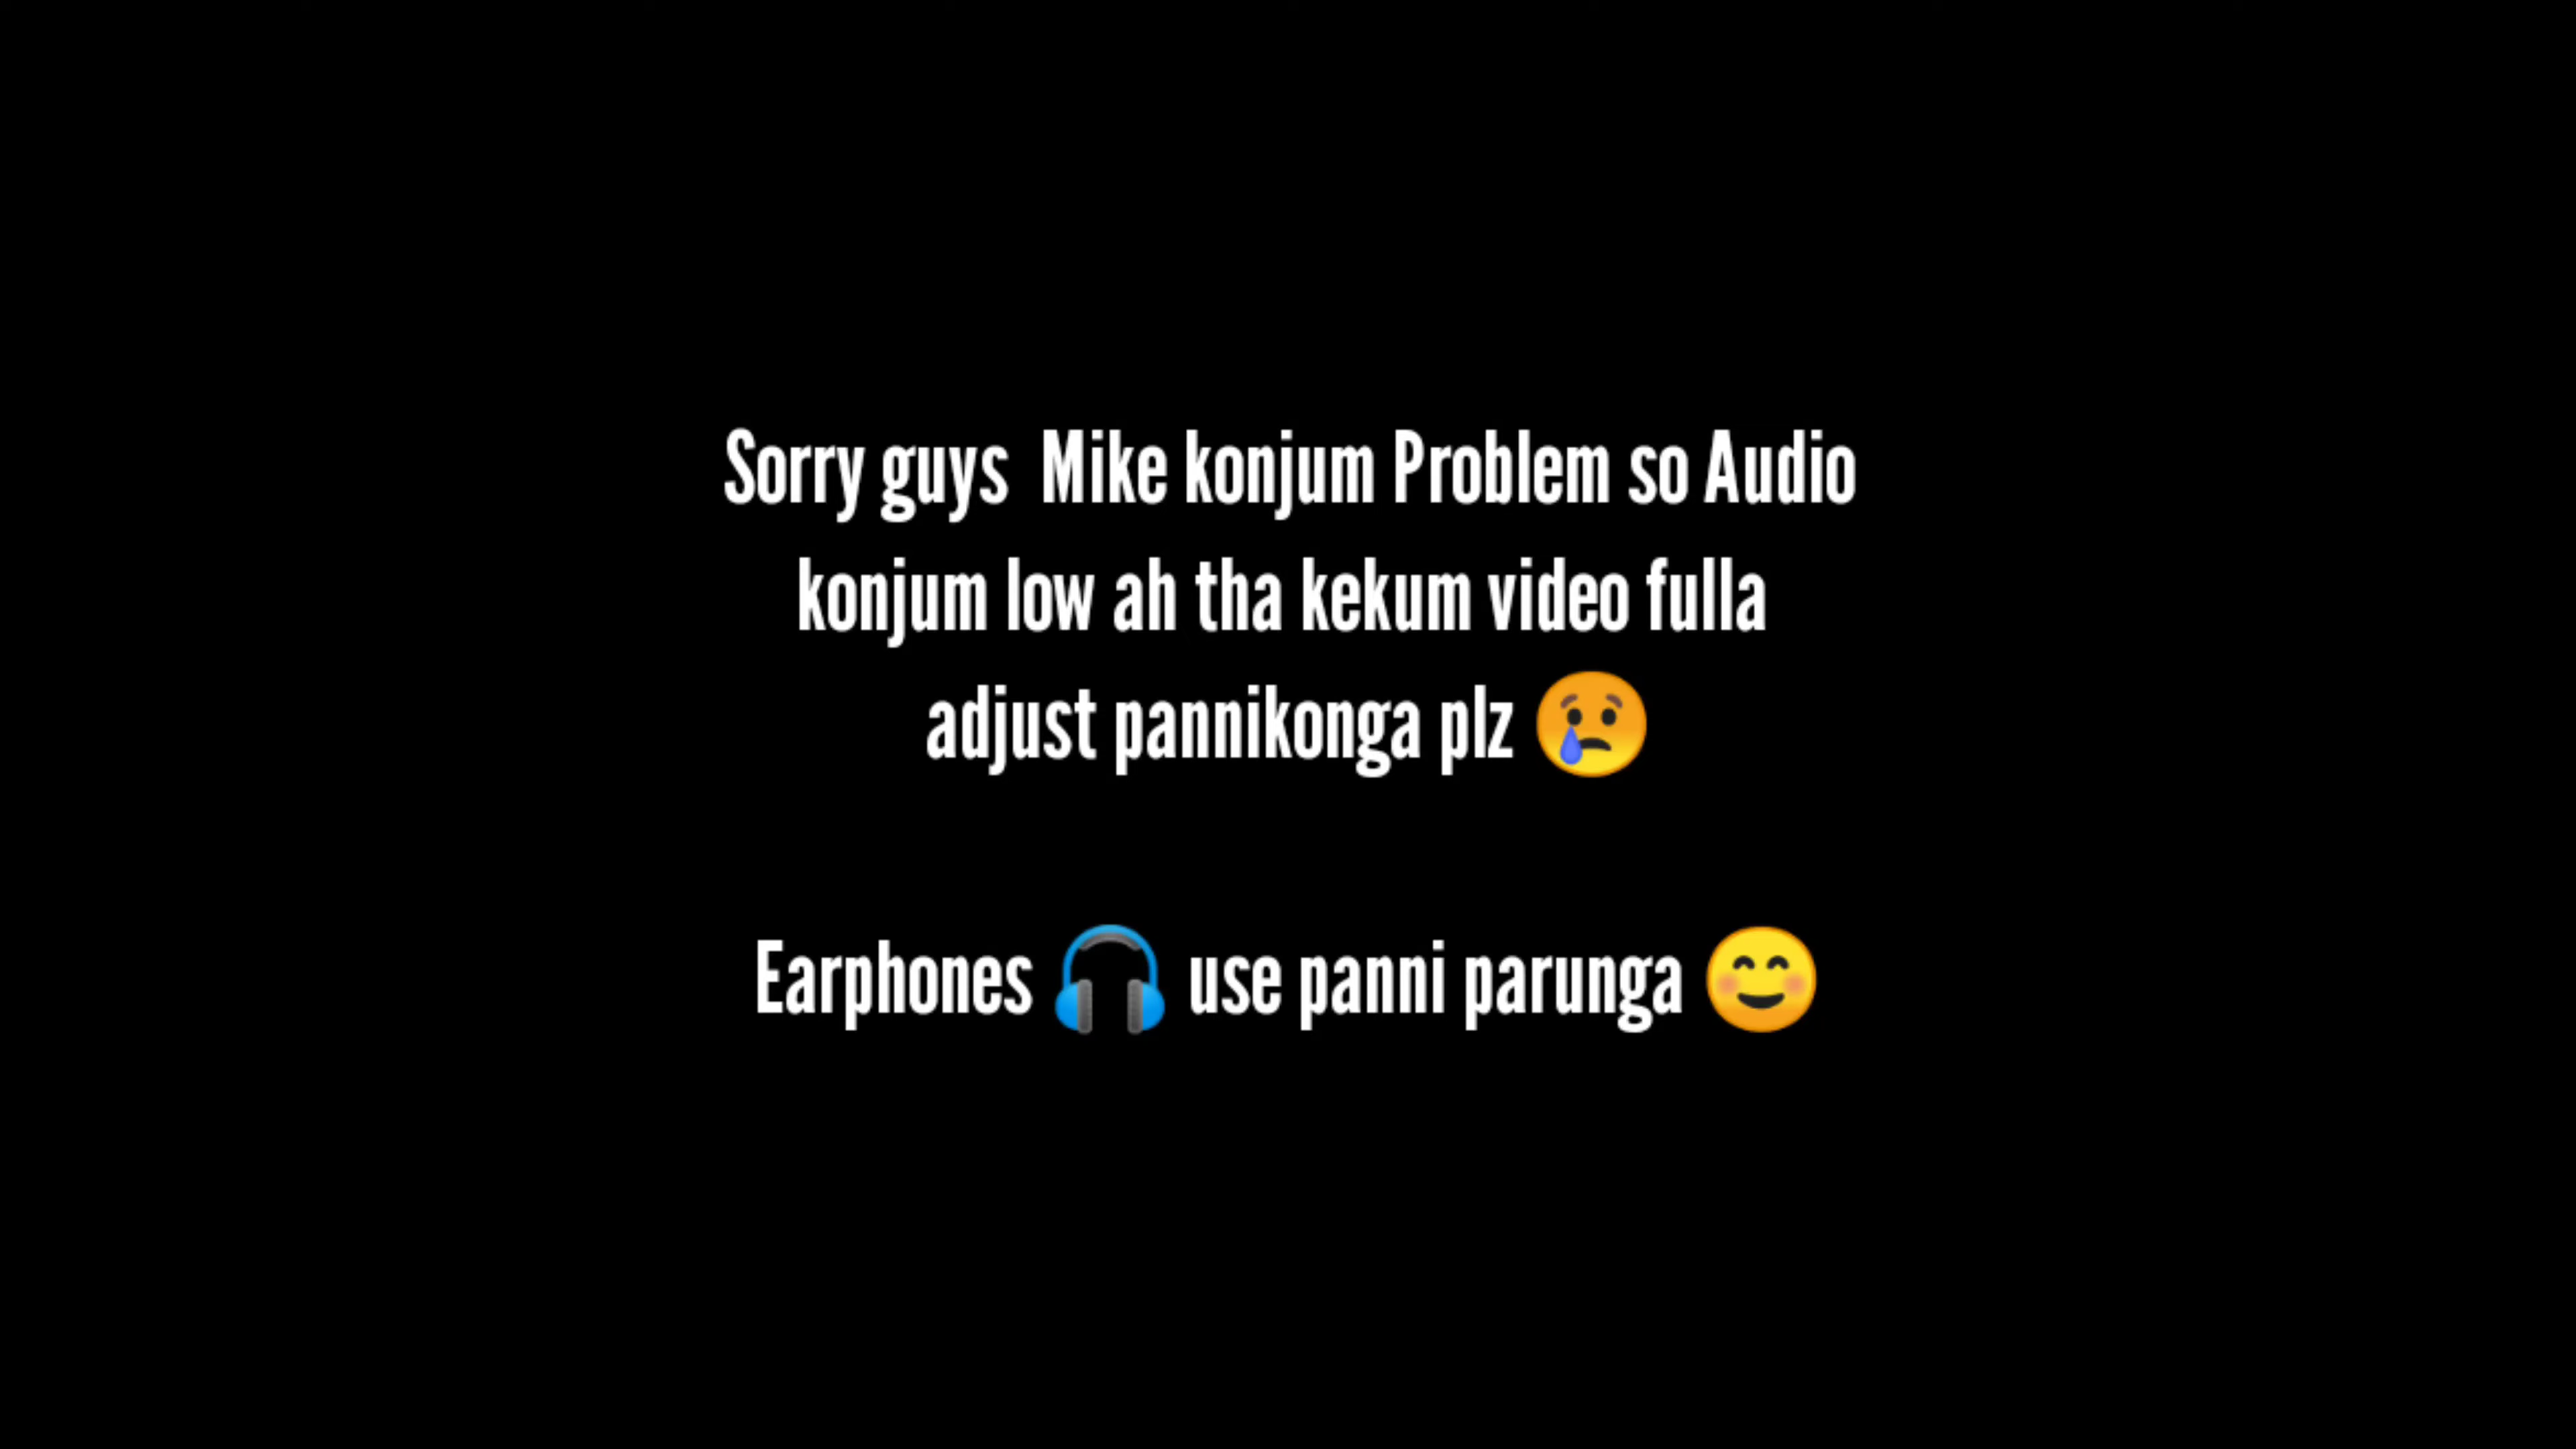 Sorry guys  Mike konjum Problem so Audio
konjum low ah tha kekum video fulla
adjust pannikonga plz 😢
Earphones 🎧 use panni parunga 😊